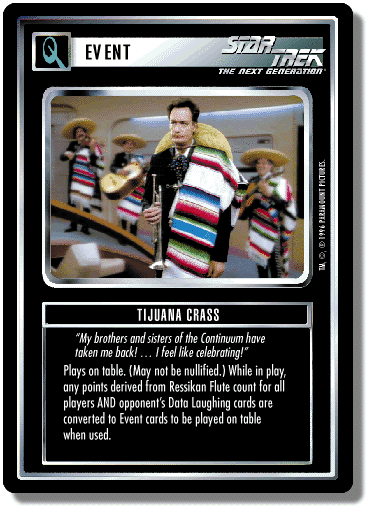 EVENT
STAR TREK
THE NEXT GENERATION®
TM, ©, ® 1996 PARAMOUNT PICTURES.
TIJUANA CRASS
"My brothers and sisters of the Continuum have
taken me back! … I feel like celebrating!"
Plays on table. (May not be nullified.) While in play,
any points derived from Ressikan Flute count for all
players AND opponent's Data Laughing cards are
converted to Event cards to be played on table
when used.